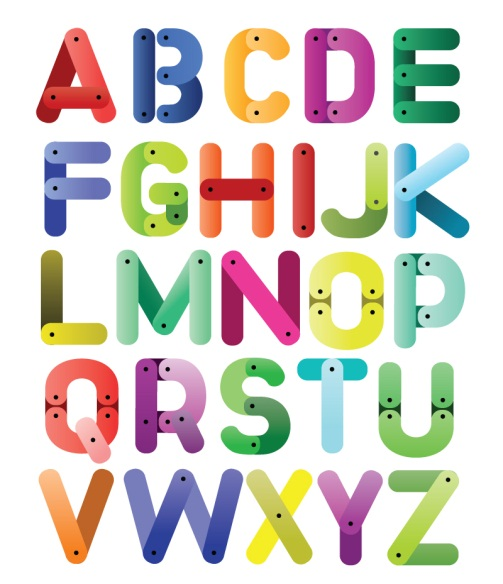 ABCDE
FGHIJK
LMNOP
QRSTU
VWXYZ